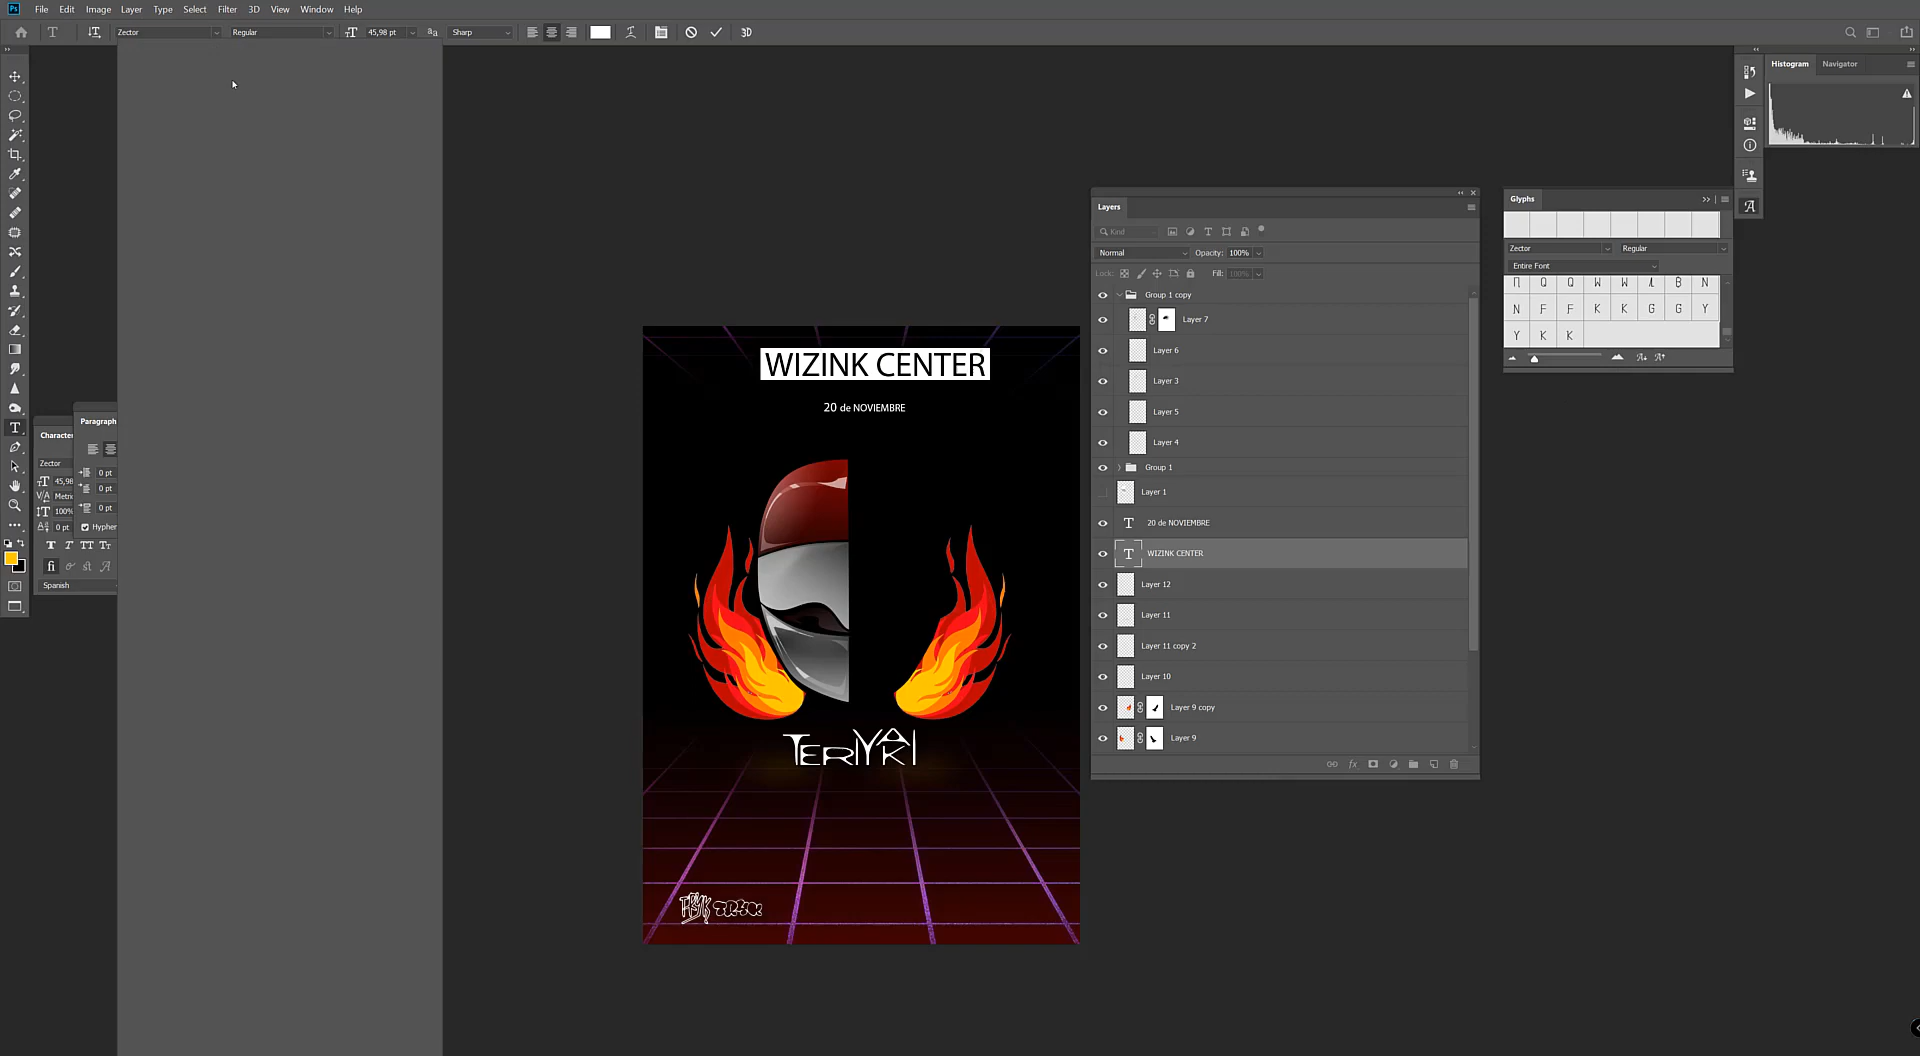 Ps File Edit Image Layer Type Select Filter 3D View Window Help
Zector Regular 45,98 pt Sharp 3D
Histogram Navigator
Layers
Kind
Normal Opacity: 100%
Lock: Fill: 100%
Group 1 copy
Layer 7
Layer 6
Layer 3
Layer 5
Layer 4
Group 1
Layer 1
20 de NOVIEMBRE
WIZINK CENTER
Layer 12
Layer 11
Layer 11 copy 2
Layer 10
Layer 9 copy
Layer 9
Glyphs
Zector Regular
Entire Font
Character
Zector
45,98
Metric
100%
0 pt
Spanish
Paragraph
0 pt
0 pt
0 pt
Hyphen
WIZINK CENTER
20 de NOVIEMBRE
TERIYAKI